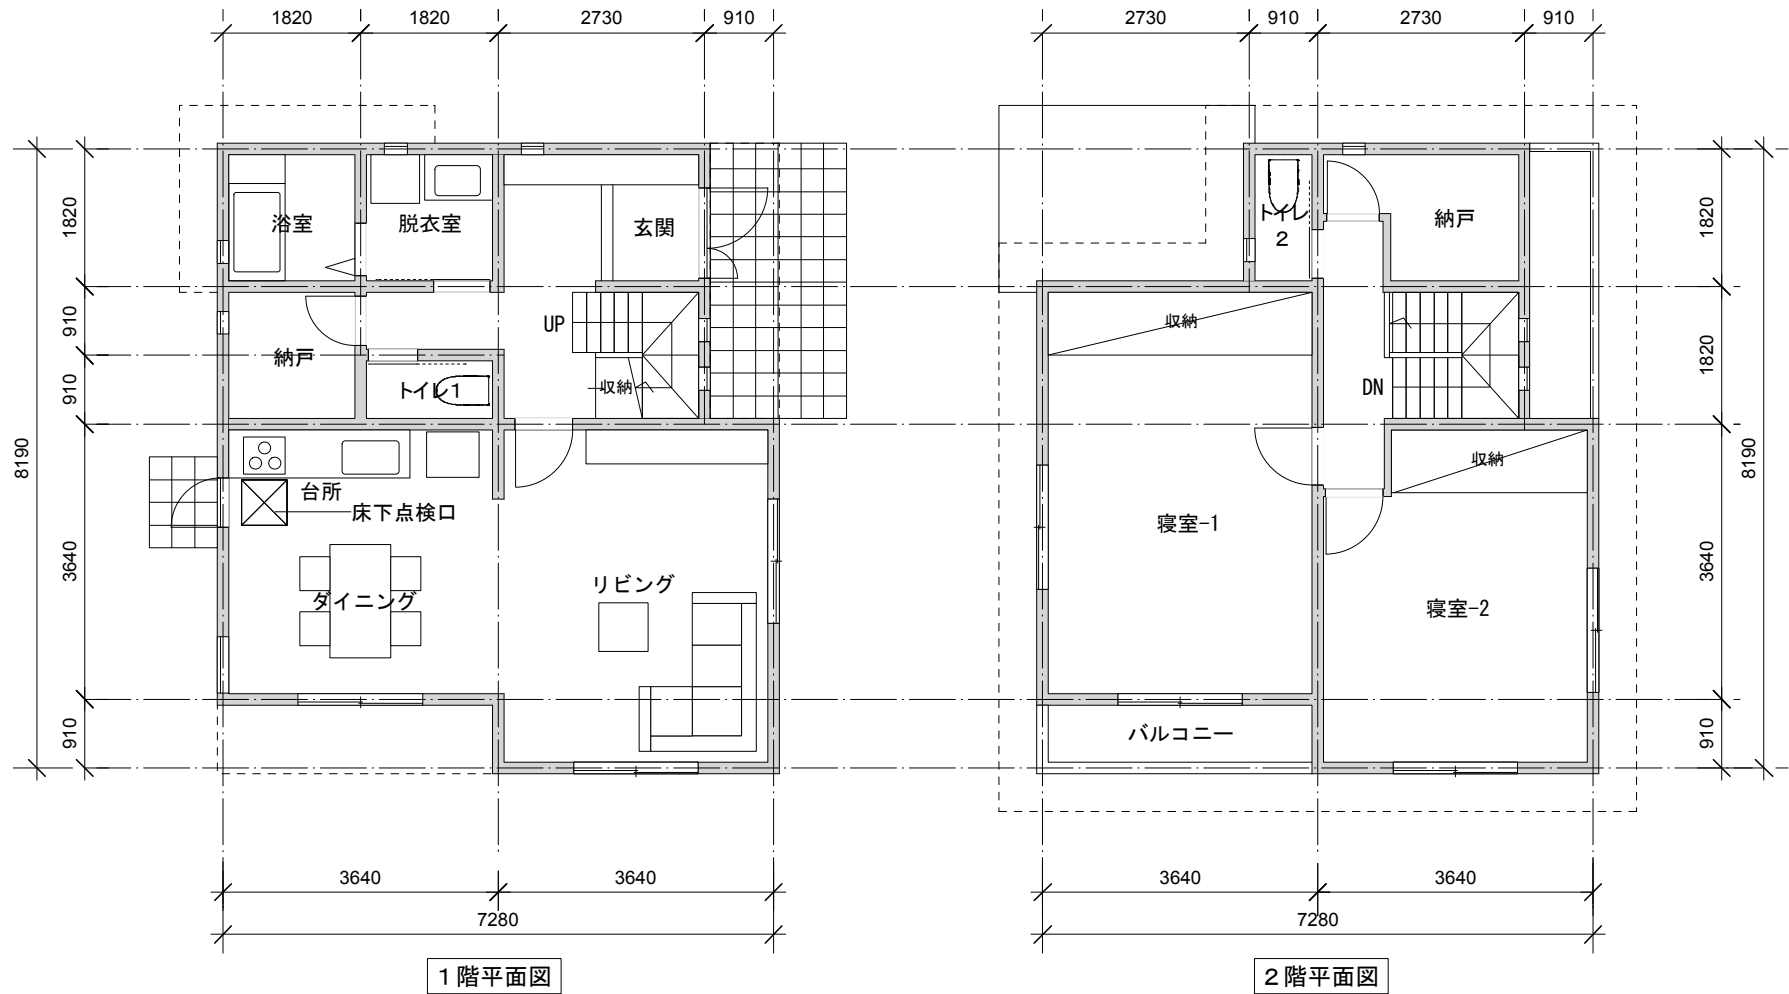 1820 1820 2730 910
2730 910 2730 910
8190
1820
910
910
3640
910
浴室
脱衣室
玄関
納戸
UP
トイレ1
収納
台所
床下点検口
ダイニング
リビング
3640 3640
7280
1階平面図
トイレ
2
納戸
収納
DN
収納
寝室-1
寝室-2
バルコニー
1820
1820
3640
910
8190
3640 3640
7280
2階平面図